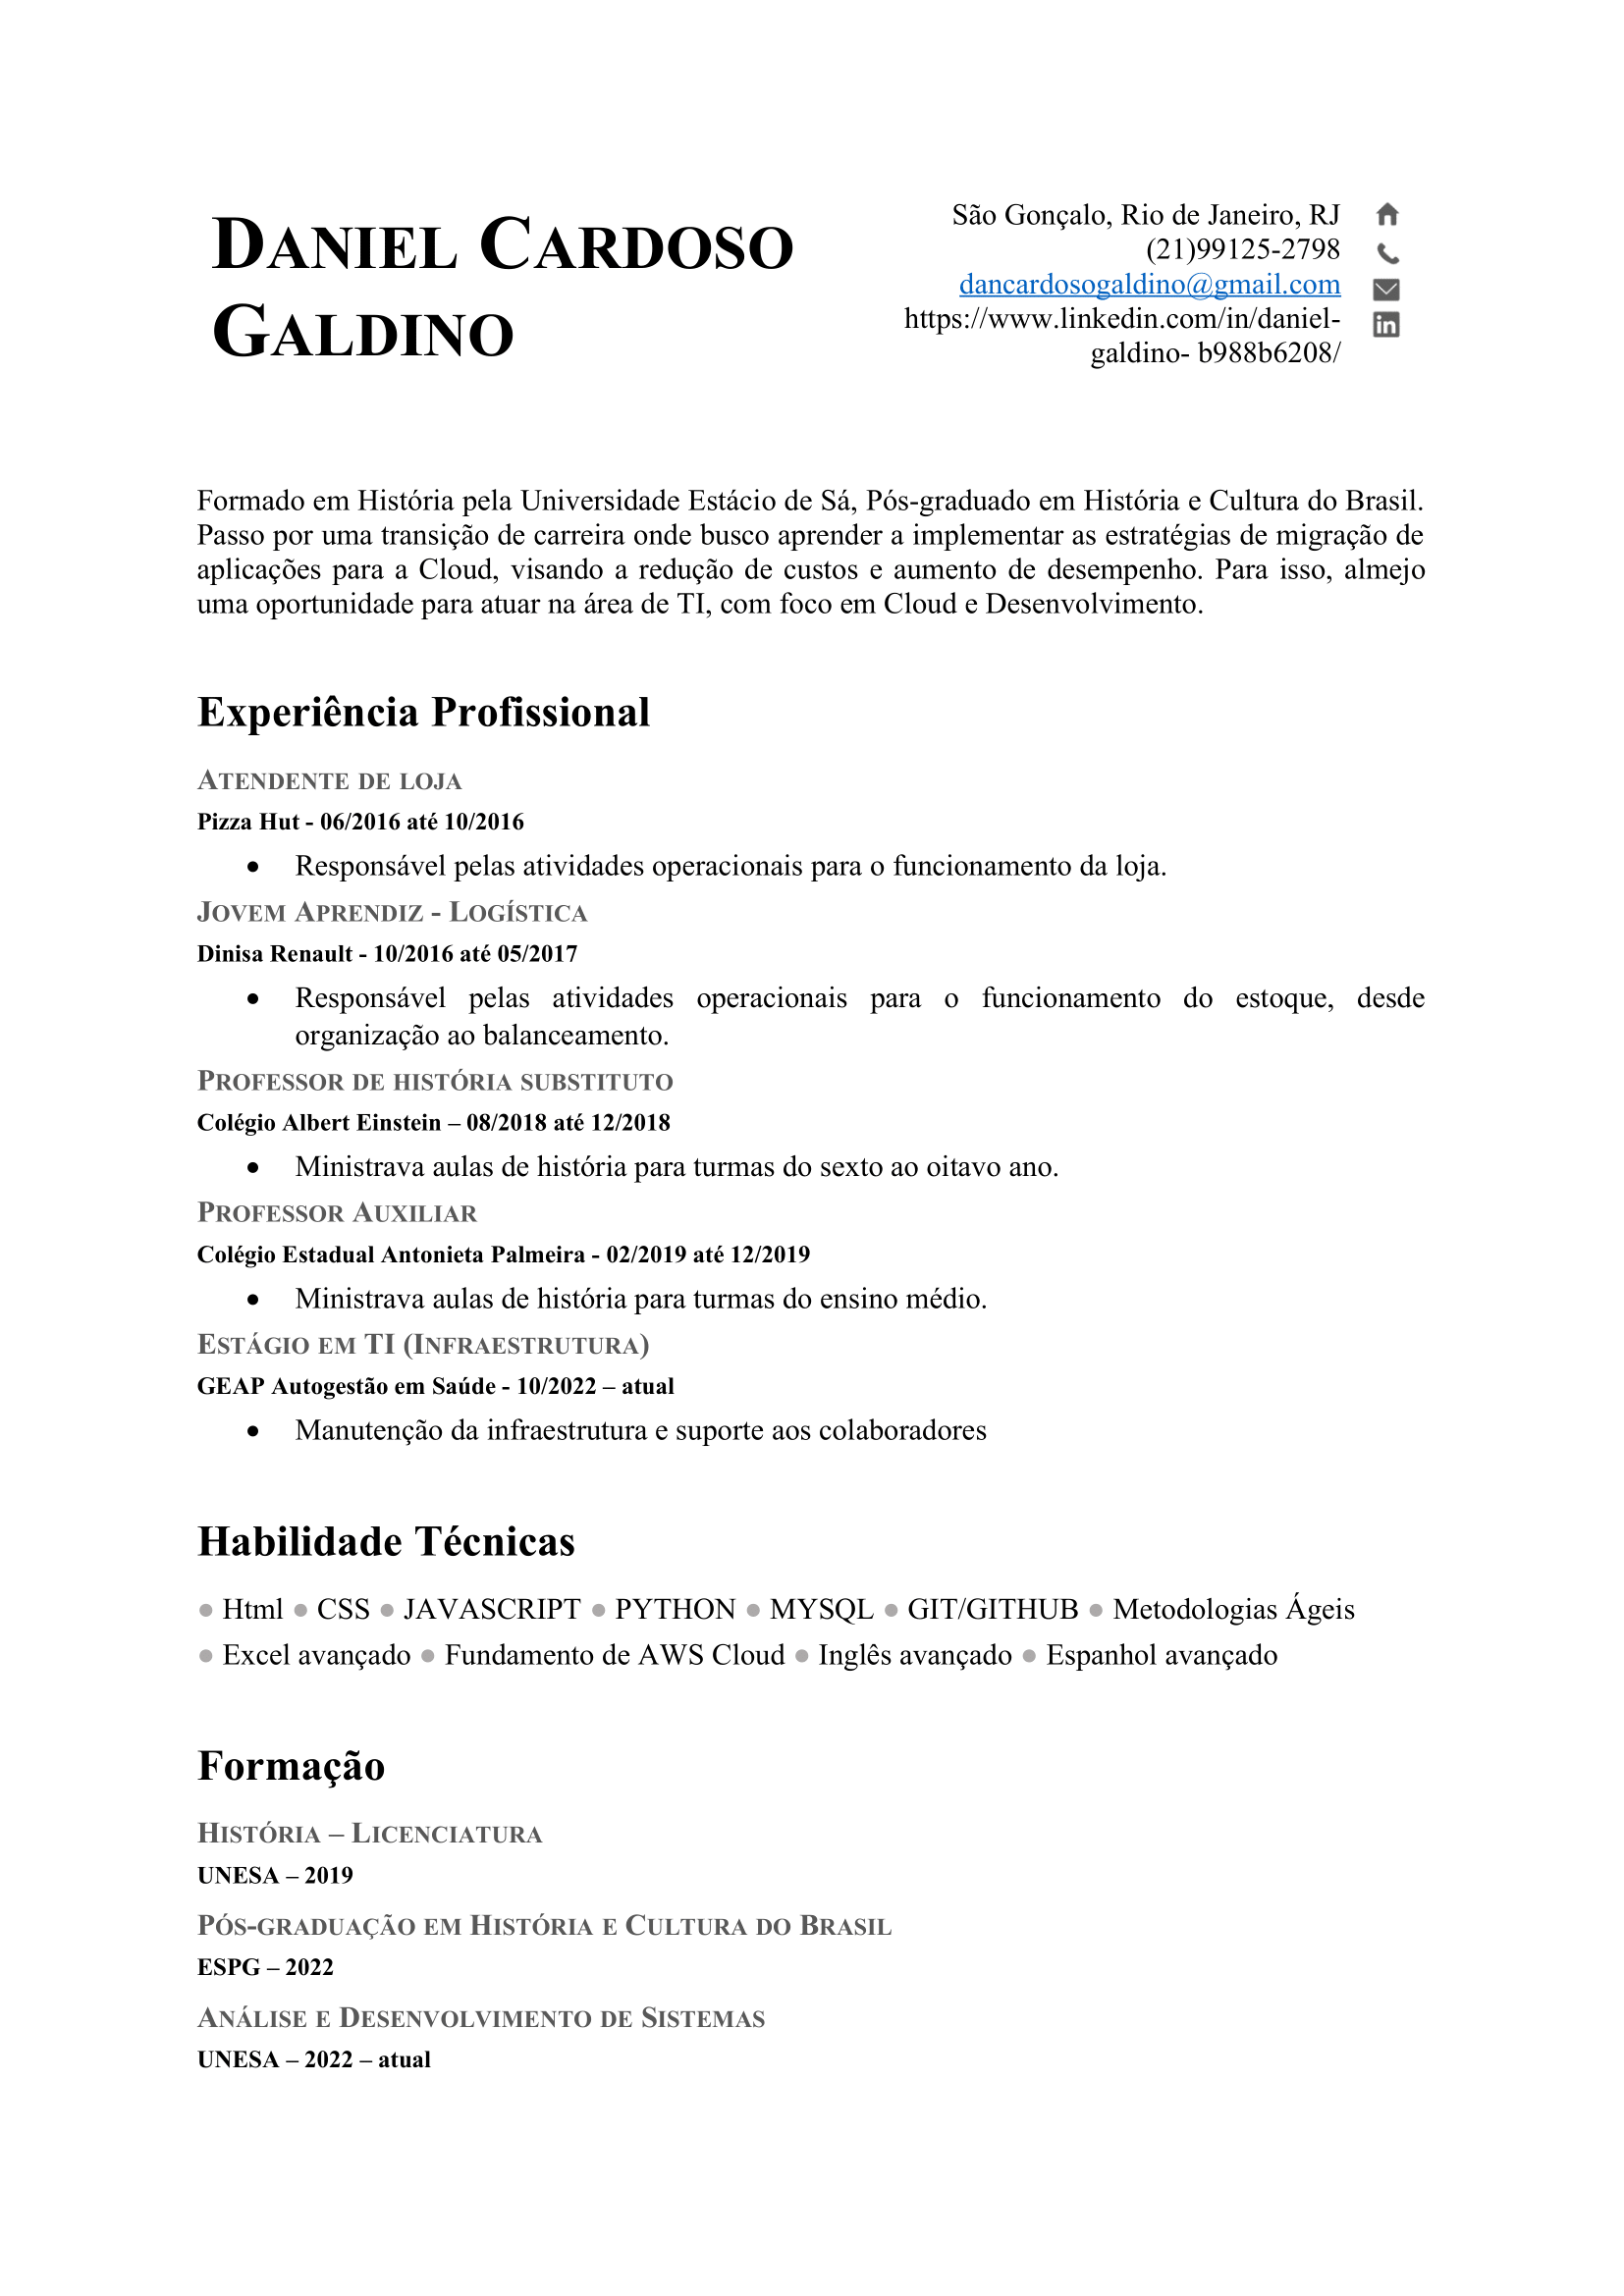 DANIEL CARDOSO
GALDINO
São Gonçalo, Rio de Janeiro, RJ
(21)99125-2798
dancardosogaldino@gmail.com
https://www.linkedin.com/in/daniel-
galdino- b988b6208/
Formado em História pela Universidade Estácio de Sá, Pós-graduado em História e Cultura do Brasil.
Passo por uma transição de carreira onde busco aprender a implementar as estratégias de migração de
aplicações para a Cloud, visando a redução de custos e aumento de desempenho. Para isso, almejo
uma oportunidade para atuar na área de TI, com foco em Cloud e Desenvolvimento.
Experiência Profissional
ATENDENTE DE LOJA
Pizza Hut - 06/2016 até 10/2016
• Responsável pelas atividades operacionais para o funcionamento da loja.
JOVEM APRENDIZ - LOGÍSTICA
Dinisa Renault - 10/2016 até 05/2017
• Responsável pelas atividades operacionais para o funcionamento do estoque, desde
organização ao balanceamento.
PROFESSOR DE HISTÓRIA SUBSTITUTO
Colégio Albert Einstein – 08/2018 até 12/2018
• Ministrava aulas de história para turmas do sexto ao oitavo ano.
PROFESSOR AUXILIAR
Colégio Estadual Antonieta Palmeira - 02/2019 até 12/2019
• Ministrava aulas de história para turmas do ensino médio.
ESTÁGIO EM TI (INFRAESTRUTURA)
GEAP Autogestão em Saúde - 10/2022 – atual
• Manutenção da infraestrutura e suporte aos colaboradores
Habilidade Técnicas
● Html ● CSS ● JAVASCRIPT ● PYTHON ● MYSQL ● GIT/GITHUB ● Metodologias Ágeis
● Excel avançado ● Fundamento de AWS Cloud ● Inglês avançado ● Espanhol avançado
Formação
HISTÓRIA – LICENCIATURA
UNESA – 2019
PÓS-GRADUAÇÃO EM HISTÓRIA E CULTURA DO BRASIL
ESPG – 2022
ANÁLISE E DESENVOLVIMENTO DE SISTEMAS
UNESA – 2022 – atual